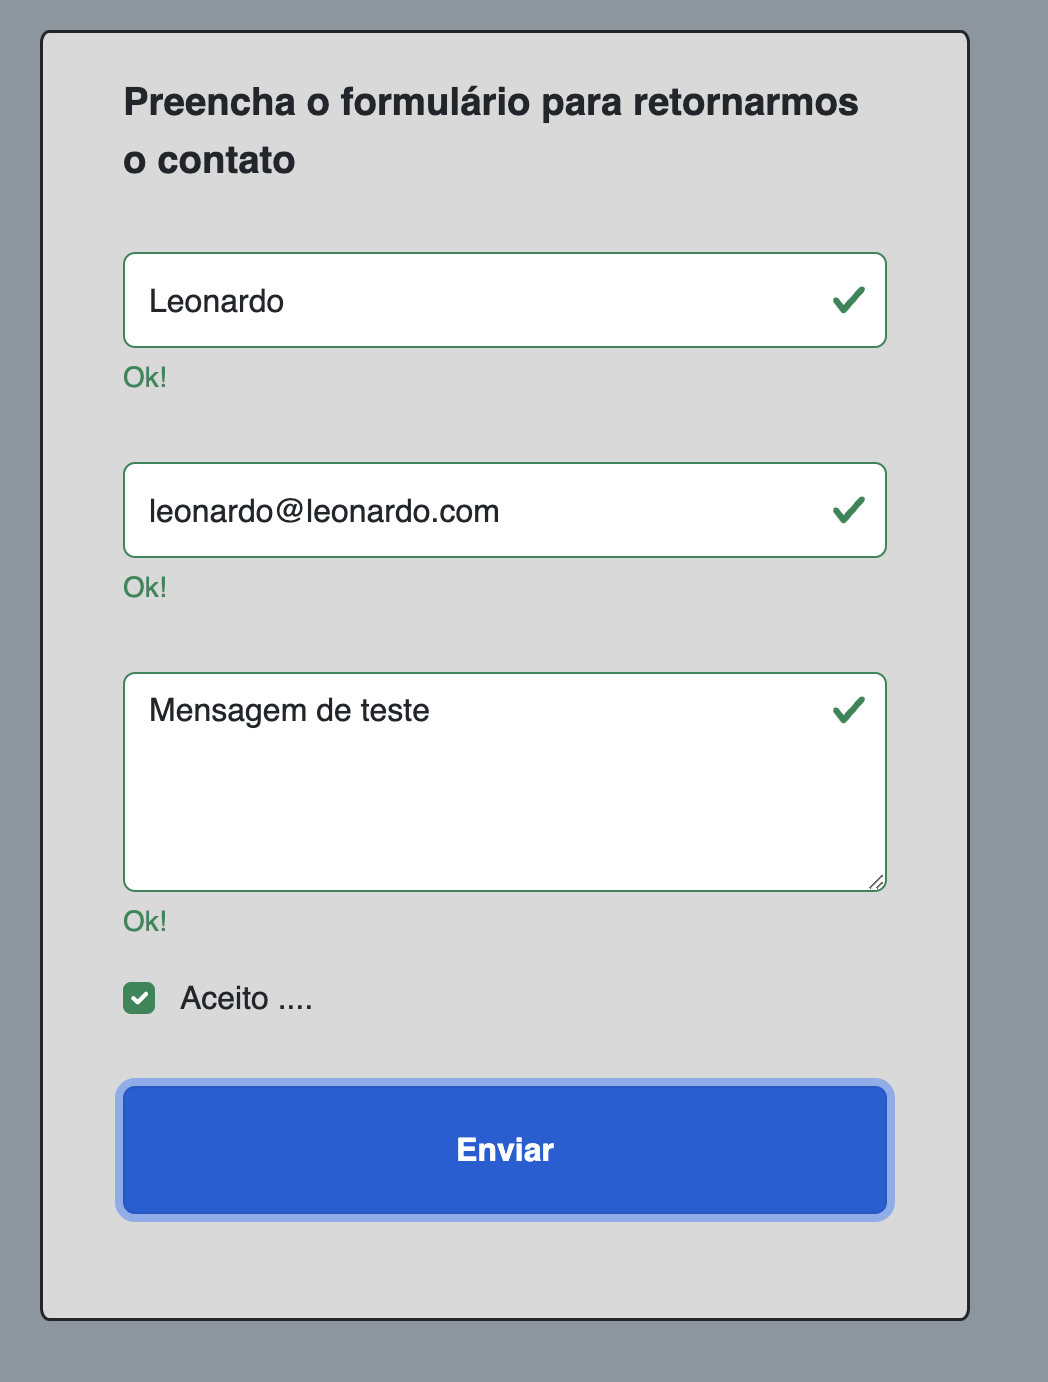 Preencha o formulário para retornarmos
o contato
Leonardo
Ok!
leonardo@leonardo.com
Ok!
Mensagem de teste
Ok!
Aceito ....
Enviar